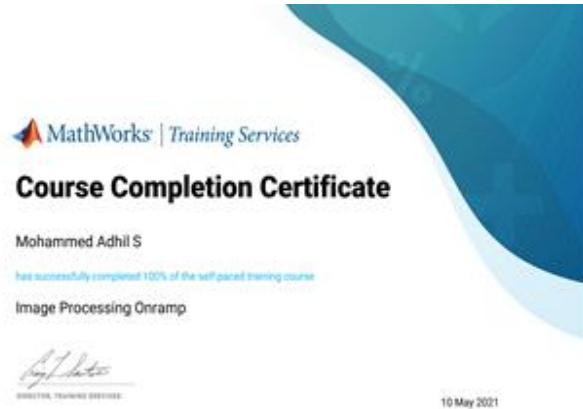 MathWorks® | Training Services
Course Completion Certificate
Mohammed Adhil S
has successfully completed 100% of the self-paced training course
Image Processing Onramp
DIRECTOR, TRAINING SERVICES
10 May 2021